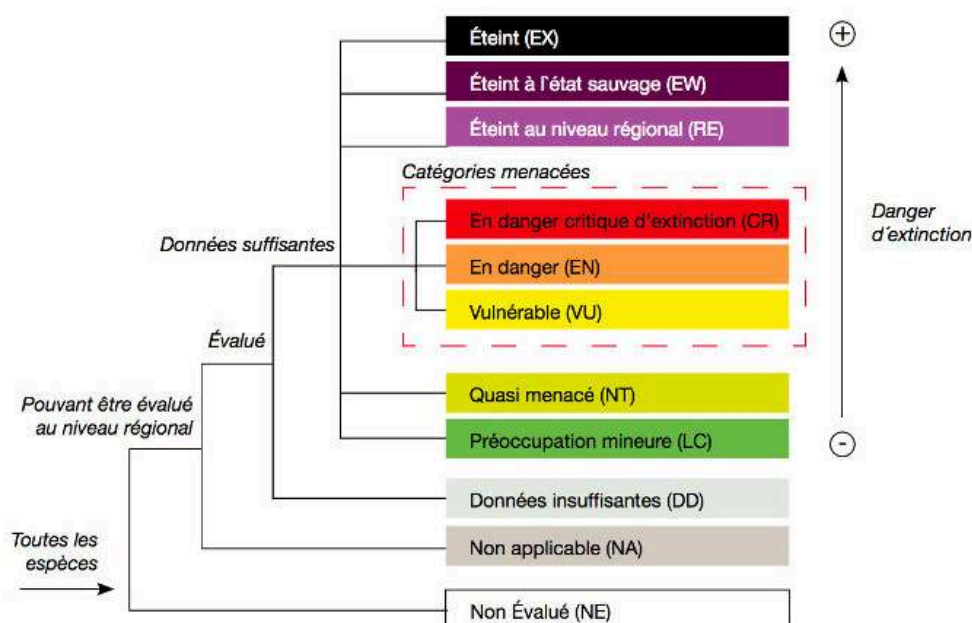 Éteint (EX)
Éteint à l`état sauvage (EW)
Éteint au niveau régional (RE)
Catégories menacées
En danger critique d'extinction (CR)
Données suffisantes
En danger (EN)
Vulnérable (VU)
Évalué
Quasi menacé (NT)
Pouvant être évalué
au niveau régional
Préoccupation mineure (LC)
Données insuffisantes (DD)
Toutes les
espèces
Non applicable (NA)
Non Évalué (NE)
+
Danger
d´extinction
-